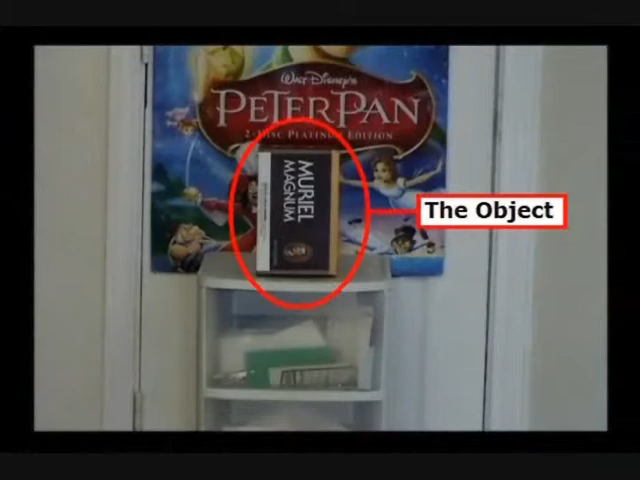 WALT DISNEY'S
PETER PAN
2-DISC PLATINUM EDITION
MURIEL
MAGNUM
The Object